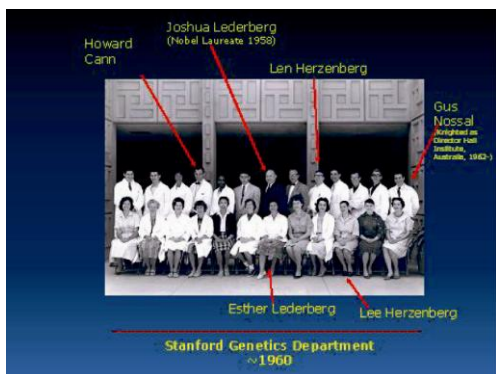 Joshua Lederberg
(Nobel Laureate 1958)
Howard
Cann
Len Herzenberg
Gus
Nossal
(Knighted as
Director Hall
Institute,
Australia, 1962-)
Esther Lederberg
Lee Herzenberg
Stanford Genetics Department
~1960